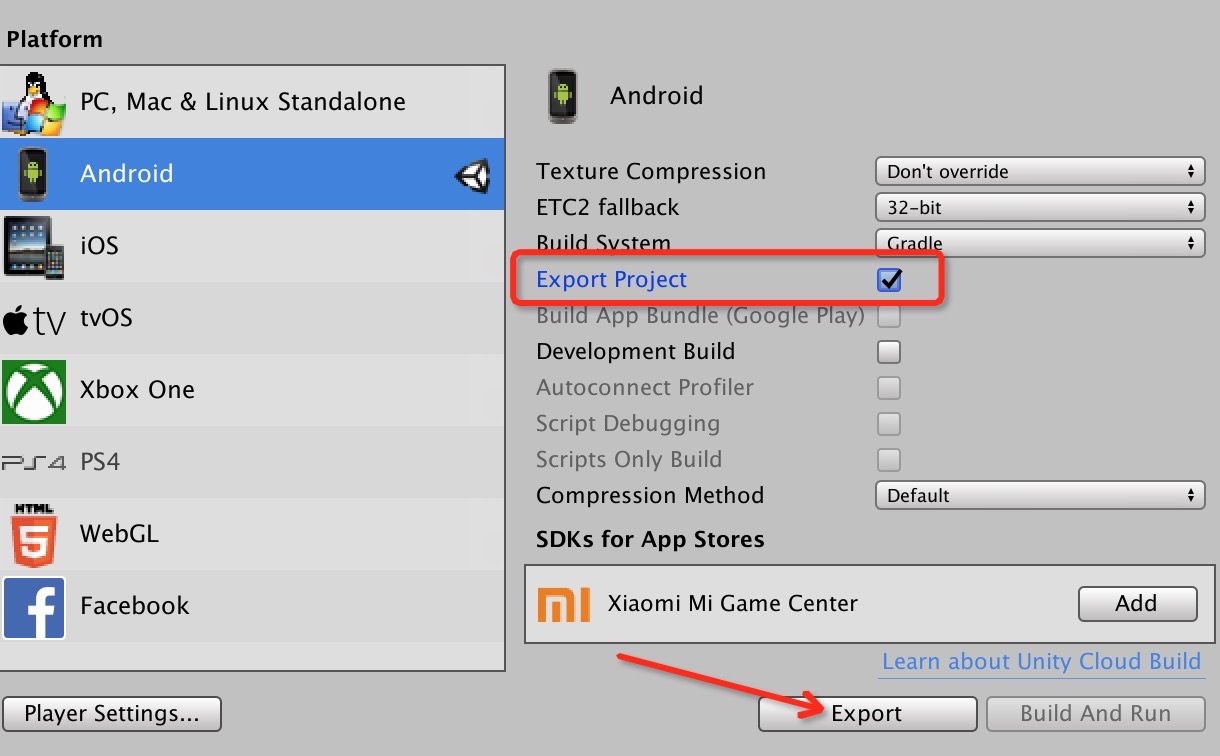 Platform
PC, Mac & Linux Standalone
Android
iOS
tv tvOS
Xbox One
PS4 PS4
HTML
5
WebGL
f Facebook
Player Settings...
Android
Texture Compression Don't override
ETC2 fallback 32-bit
Build System Gradle
Export Project
Build App Bundle (Google Play)
Development Build
Autoconnect Profiler
Script Debugging
Scripts Only Build
Compression Method Default
SDKs for App Stores
mi Xiaomi Mi Game Center Add
Learn about Unity Cloud Build
Export Build And Run